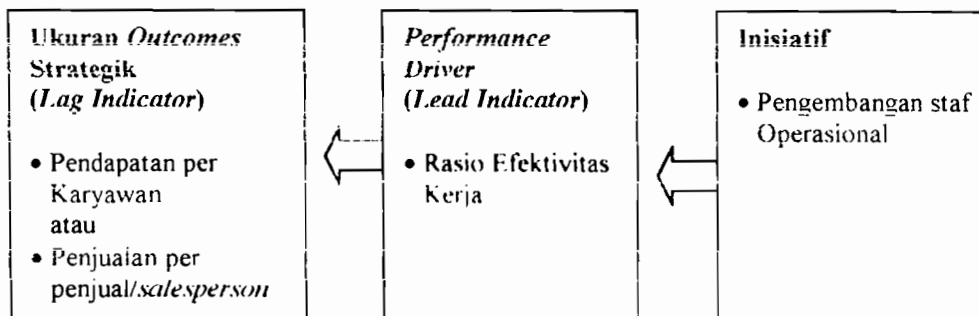 Ukuran Outcomes
Strategik
(Lag Indicator)
• Pendapatan per
Karyawan
atau
• Penjualan per
penjual/salesperson
Performance
Driver
(Lead Indicator)
• Rasio Efektivitas
Kerja
Inisiatif
• Pengembangan staf
Operasional